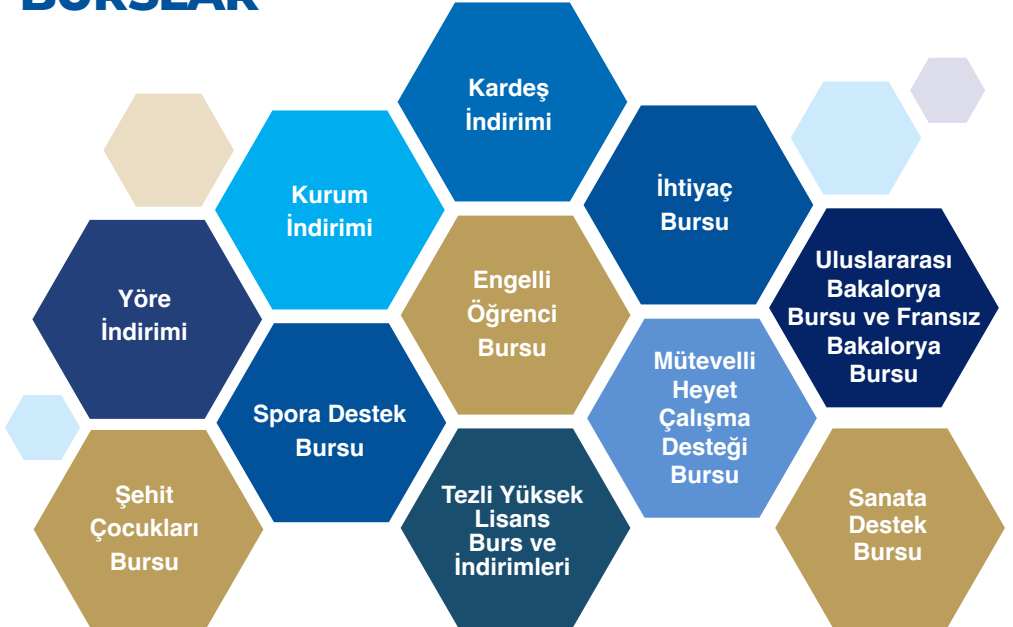 BURSLAR
Kardeş
İndirimi
Kurum
İndirimi
İhtiyaç
Bursu
Yöre
İndirimi
Engelli
Öğrenci
Bursu
Uluslararası
Bakalorya
Bursu ve Fransız
Bakalorya
Bursu
Spora Destek
Bursu
Mütevelli
Heyet
Çalışma
Desteği
Bursu
Şehit
Çocukları
Bursu
Tezli Yüksek
Lisans
Burs ve
İndirimleri
Sanata
Destek
Bursu